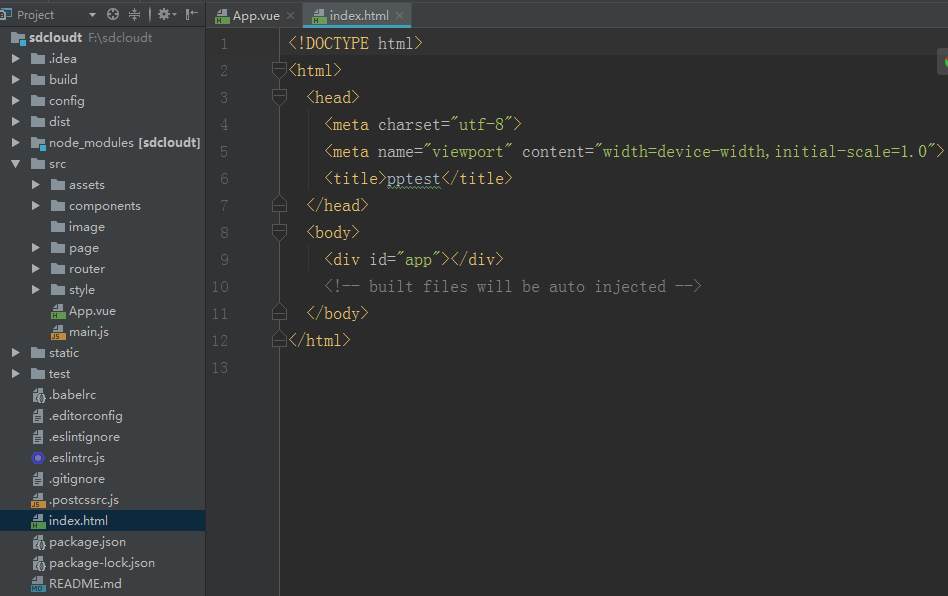 Project
sdcloudt F:\sdcloudt
.idea
build
config
dist
node_modules [sdcloudt]
src
assets
components
image
page
router
style
App.vue
main.js
static
test
.babelrc
.editorconfig
.eslintignore
.eslintrc.js
.gitignore
.postcssrc.js
index.html
package.json
package-lock.json
README.md
App.vue index.html
1 <!DOCTYPE html>
2 <html>
3 <head>
4 <meta charset="utf-8">
5 <meta name="viewport" content="width=device-width,initial-scale=1.0">
6 <title>pptest</title>
7 </head>
8 <body>
9 <div id="app"></div>
10 <!-- built files will be auto injected -->
11 </body>
12 </html>
13